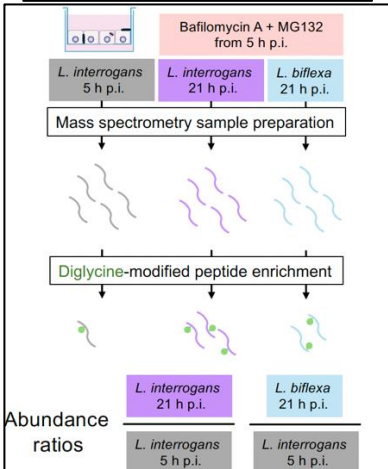 Bafilomycin A + MG132
from 5 h p.i.
L. interrogans
5 h p.i.
L. interrogans
21 h p.i.
L. biflexa
21 h p.i.
Mass spectrometry sample preparation
Diglycine-modified peptide enrichment
Abundance
ratios
L. interrogans
21 h p.i.
L. interrogans
5 h p.i.
L. biflexa
21 h p.i.
L. interrogans
5 h p.i.